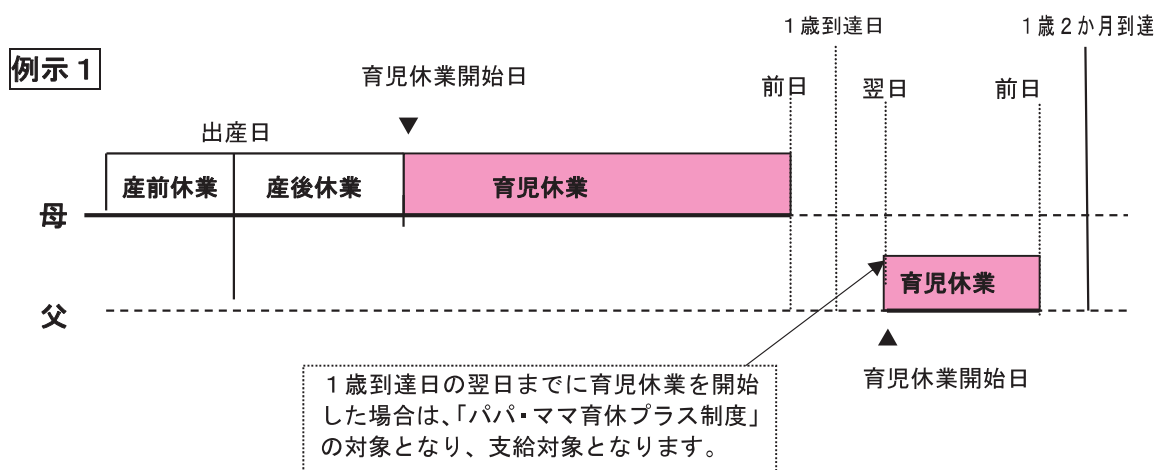 １歳到達日
１歳２か月到達
例示１
育児休業開始日
前日
翌日
前日
出産日
産前休業
産後休業
育児休業
母
育児休業
父
１歳到達日の翌日までに育児休業を開始
した場合は、「パパ・ママ育休プラス制度」
の対象となり、支給対象となります。
育児休業開始日